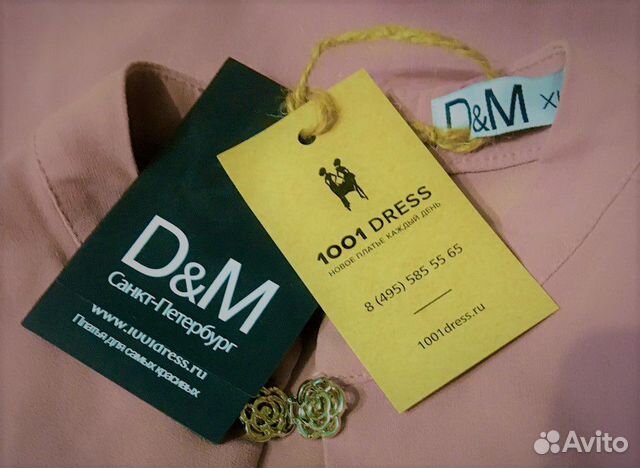 D&M
Санкт-Петербург
www.1001dress.ru
Платья для самых красивых
1001 DRESS
НОВОЕ ПЛАТЬЕ КАЖДЫЙ ДЕНЬ
8 (495) 585 55 65
1001dress.ru
D&M
Avito